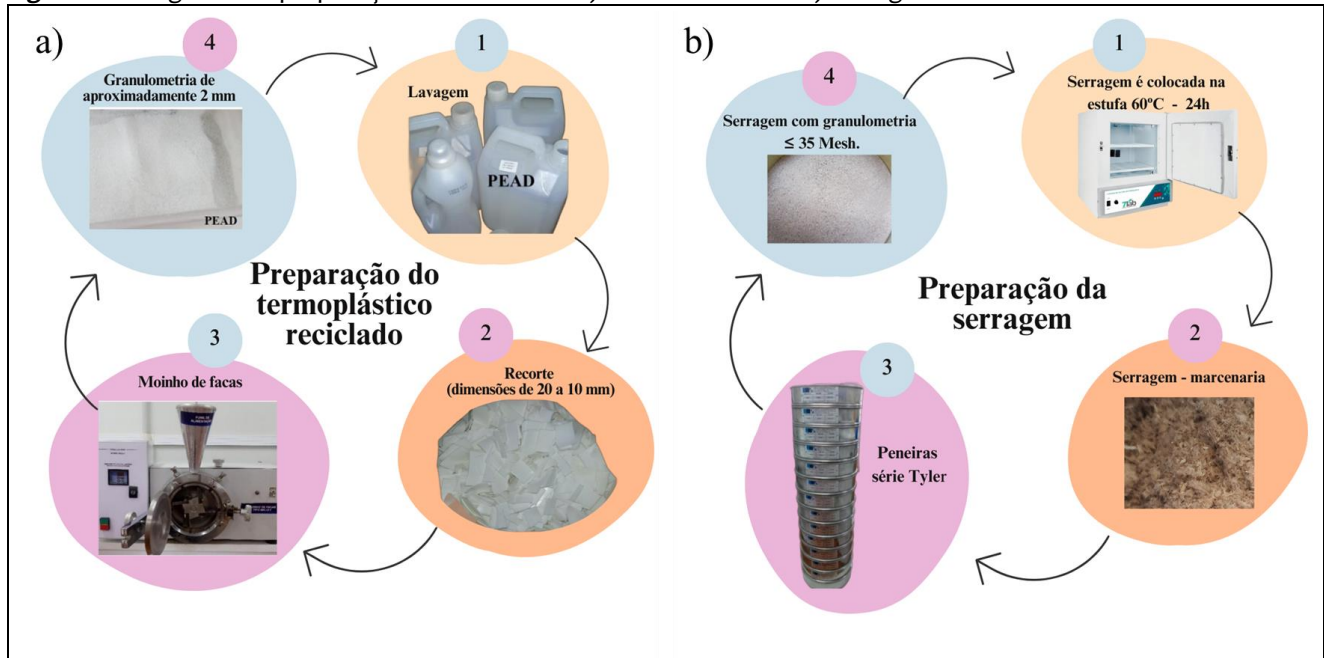 a)
4
Granulometria de
aproximadamente 2 mm
PEAD
1
Lavagem
PEAD
Preparação do
termoplástico
reciclado
2
Recorte
(dimensões de 20 a 10 mm)
3
Moinho de facas
b)
4
Serragem com granulometria
≤ 35 Mesh.
1
Serragem é colocada na
estufa 60ºC - 24h
Preparação da
serragem
2
Serragem - marcenaria
3
Peneiras
série Tyler